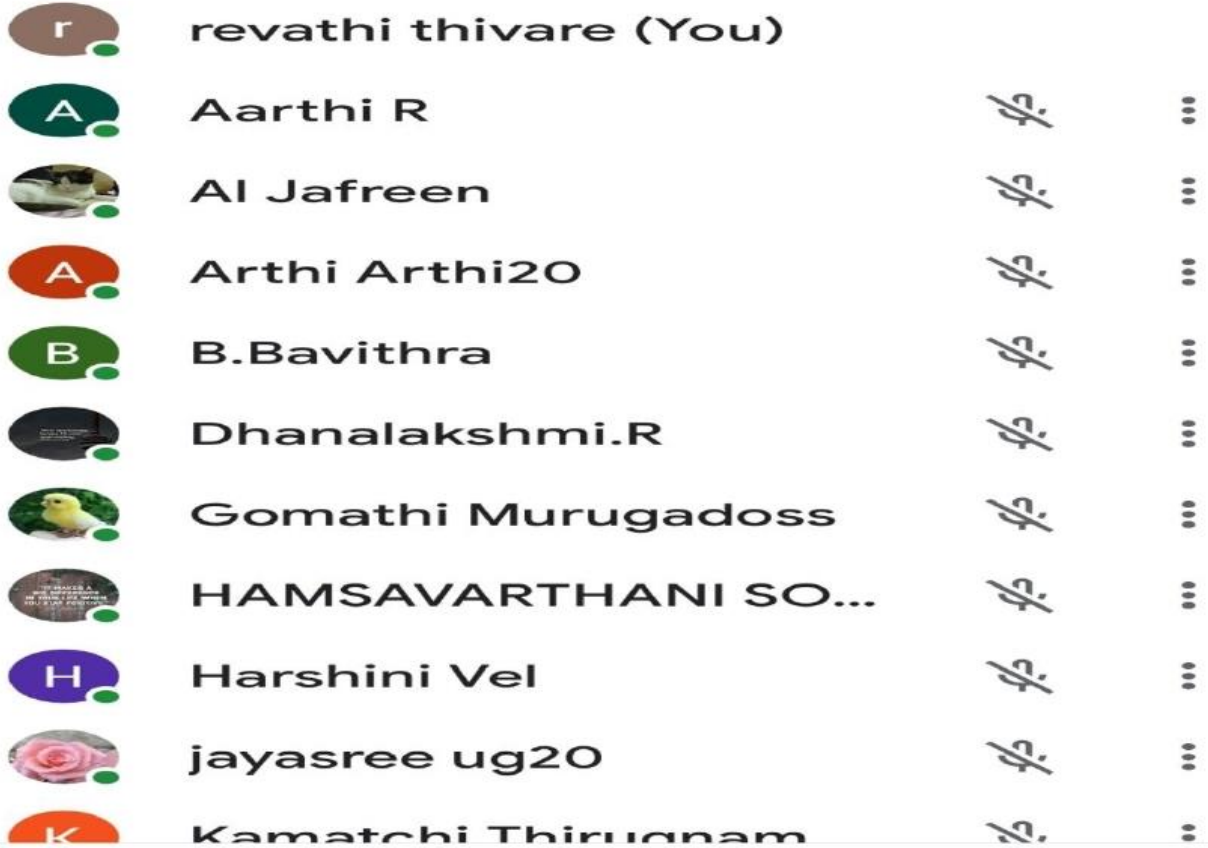 r revathi thivare (You)
A Aarthi R
Al Jafreen
A Arthi Arthi20
B B.Bavithra
Dhanalakshmi.R
Gomathi Murugadoss
HAMSAVARTHANI SO...
H Harshini Vel
jayasree ug20
K Kamatchi Thirugnam